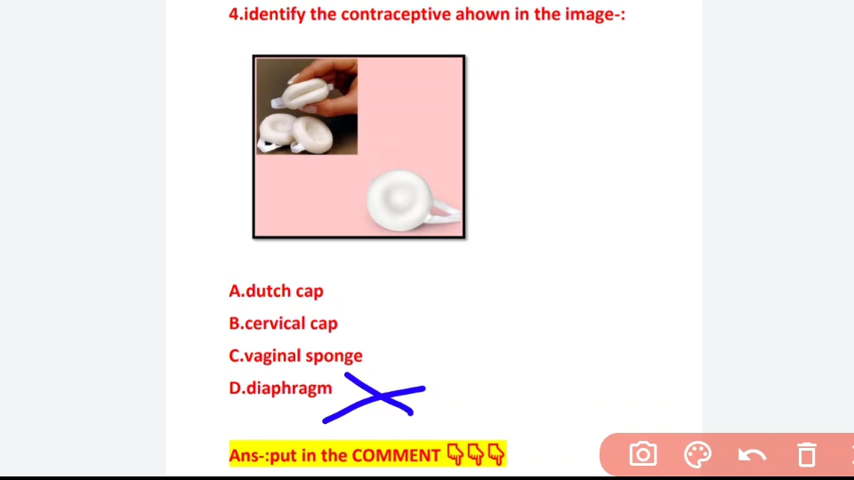 4.identify the contraceptive ahown in the image-:
A.dutch cap
B.cervical cap
C.vaginal sponge
D.diaphragm
Ans-:put in the COMMENT 👇👇👇